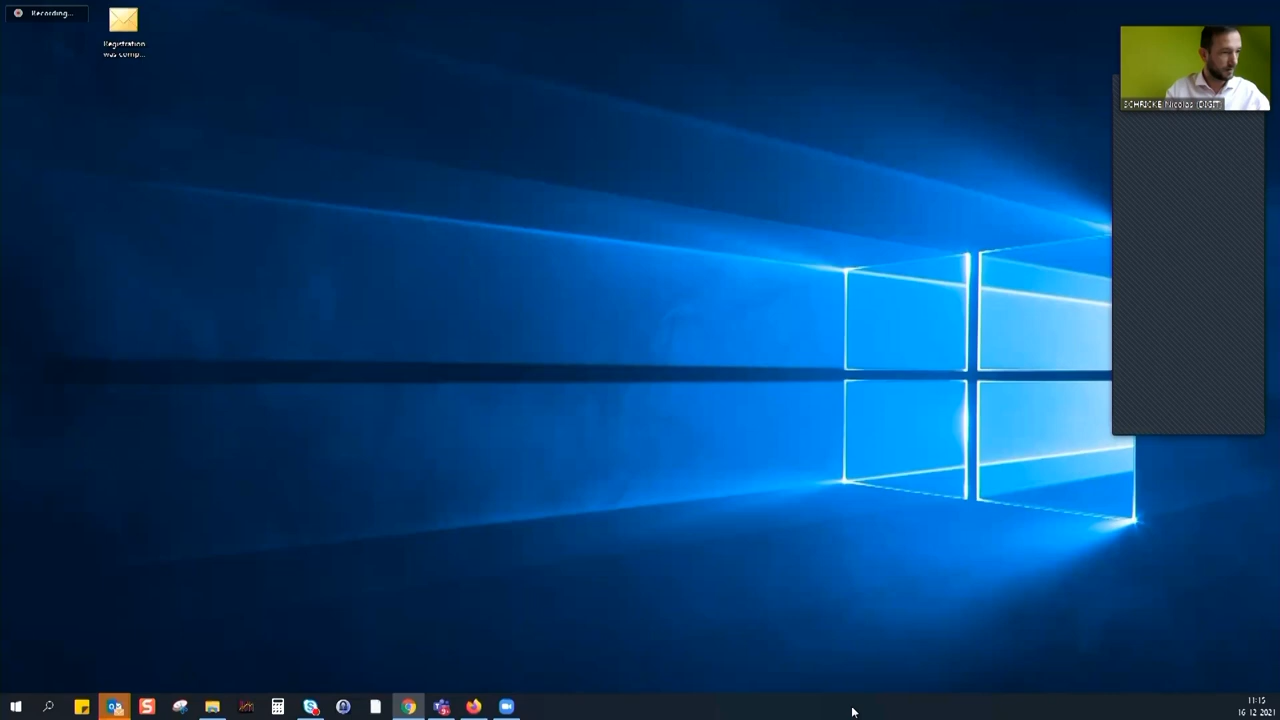 Recording...
Registration
was comp...
SCHRICKE Nicolas (DIGIT)
11:15
16-12-2021